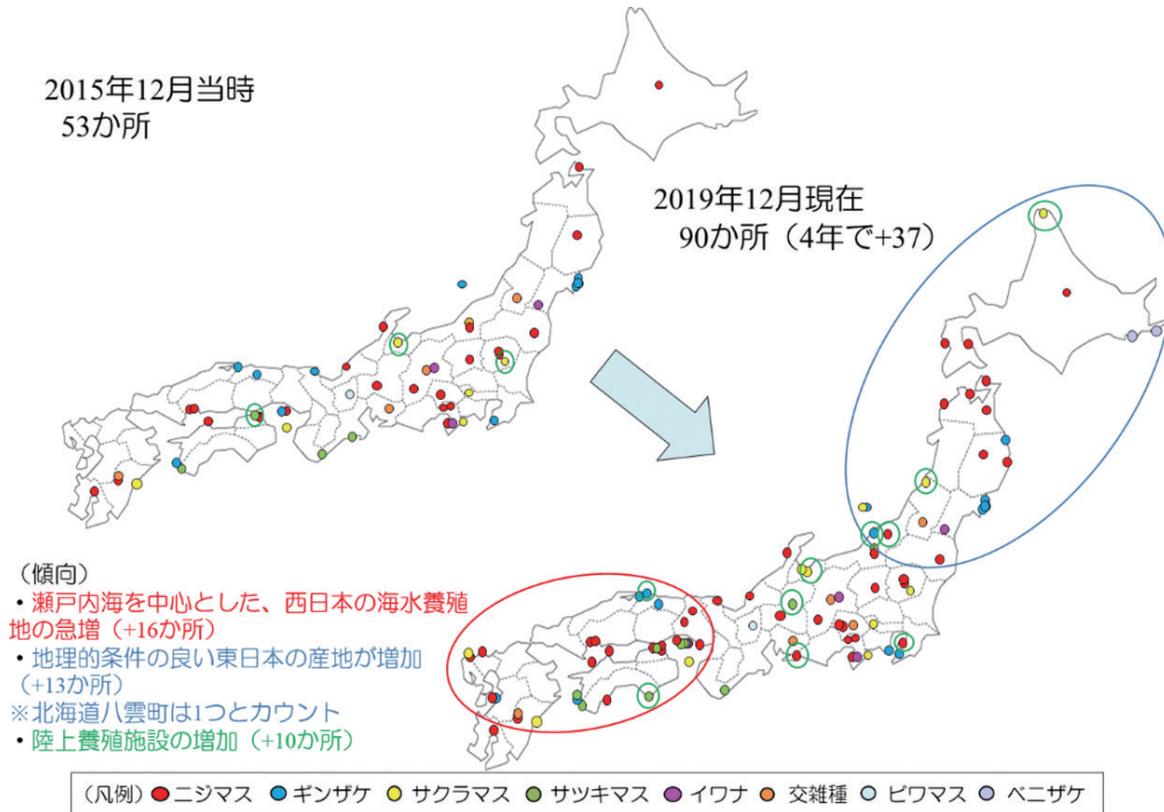 2015年12月当時
53か所
2019年12月現在
90か所（4年で+37）
（傾向）
・瀬戸内海を中心とした、西日本の海水養殖
地の急増（+16か所）
・地理的条件の良い東日本の産地が増加
（+13か所）
※北海道八雲町は1つとカウント
・陸上養殖施設の増加（+10か所）
（凡例） ニジマス ギンザケ サクラマス サツキマス イワナ 交雑種 ビワマス ベニザケ